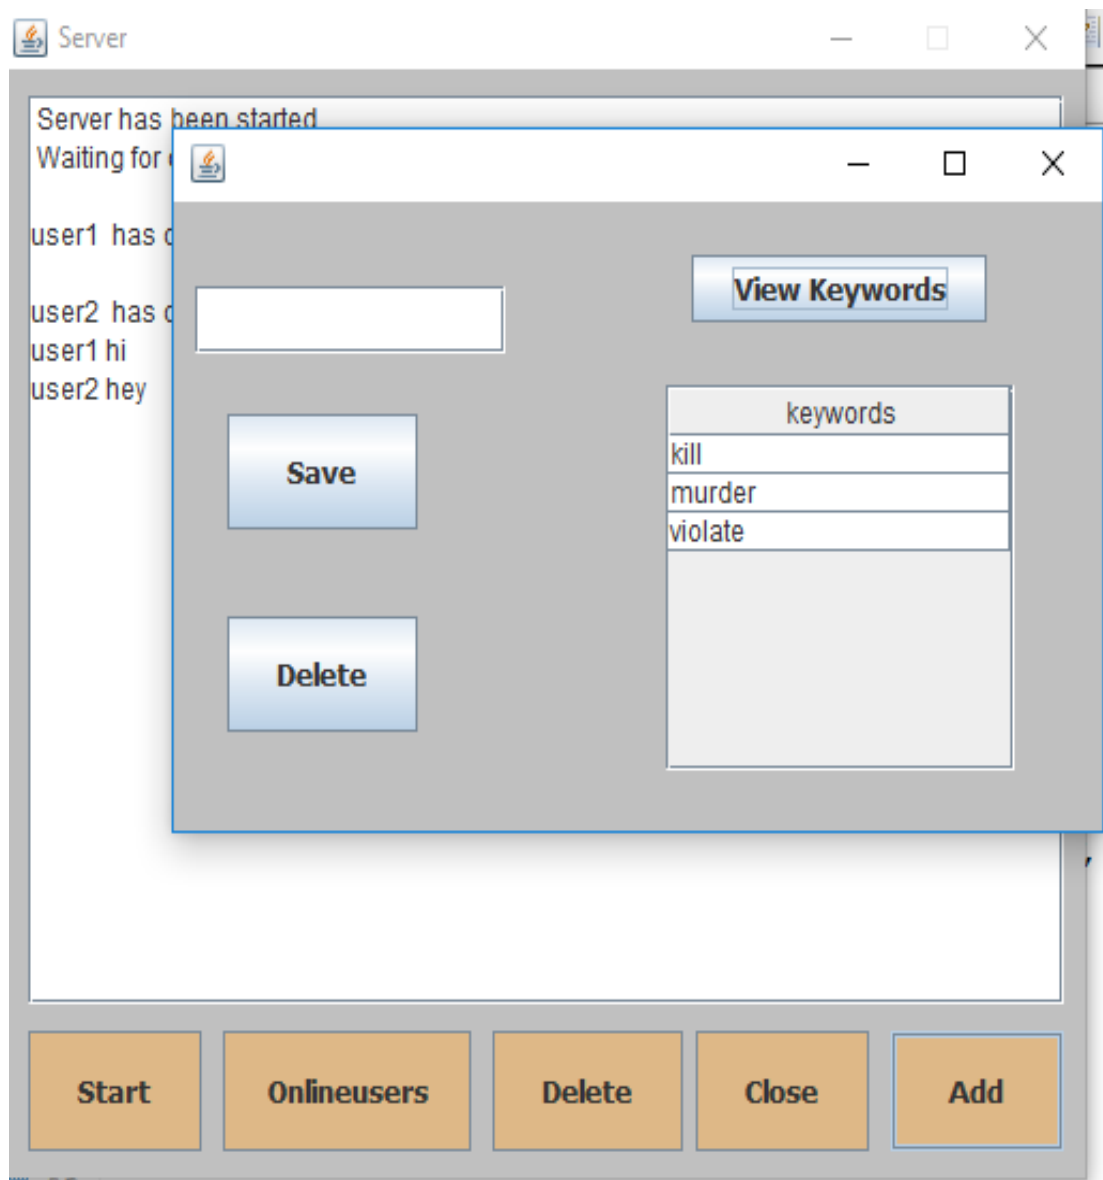 Server
Server has been started
Waiting for
user1 has
user2 has
user1 hi
user2 hey
View Keywords
Save
Delete
keywords
kill
murder
violate
Start
Onlineusers
Delete
Close
Add